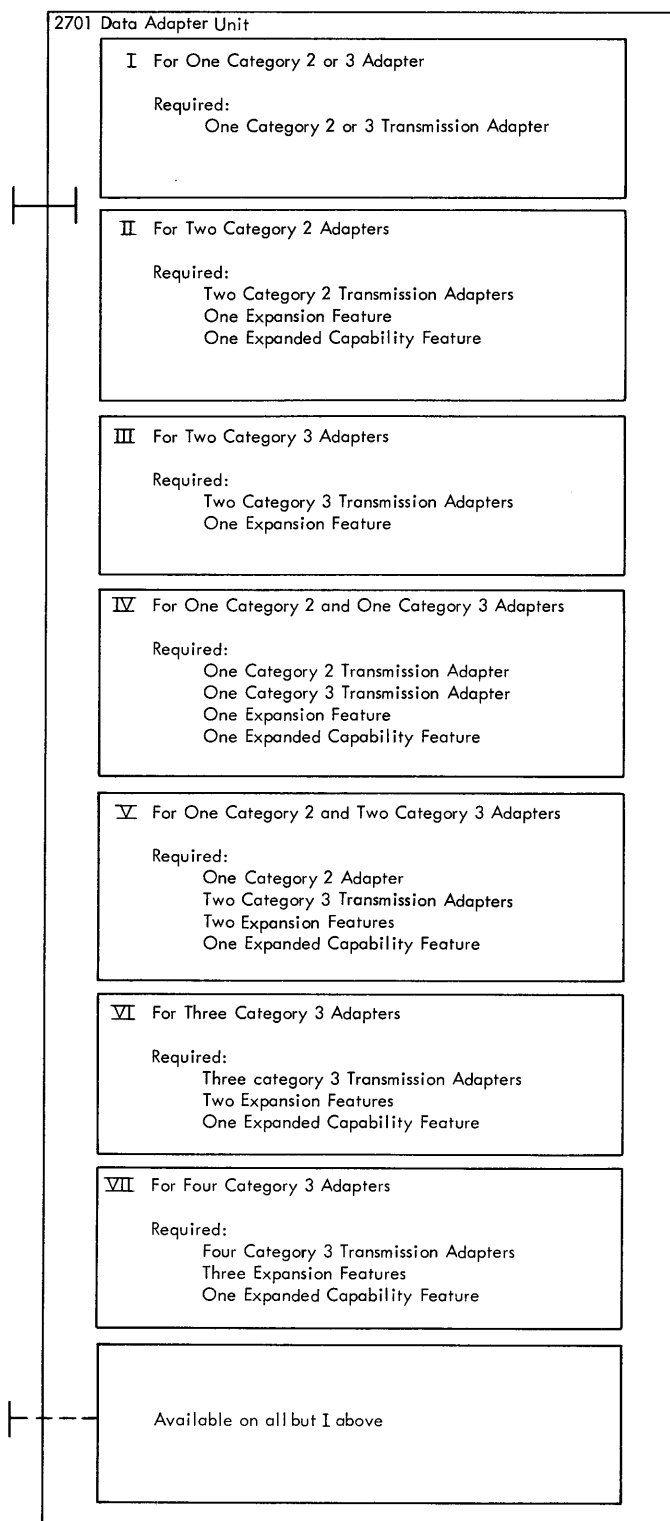 2701 Data Adapter Unit
I For One Category 2 or 3 Adapter
Required:
One Category 2 or 3 Transmission Adapter
II For Two Category 2 Adapters
Required:
Two Category 2 Transmission Adapters
One Expansion Feature
One Expanded Capability Feature
III For Two Category 3 Adapters
Required:
Two Category 3 Transmission Adapters
One Expansion Feature
IV For One Category 2 and One Category 3 Adapters
Required:
One Category 2 Transmission Adapter
One Category 3 Transmission Adapter
One Expansion Feature
One Expanded Capability Feature
V For One Category 2 and Two Category 3 Adapters
Required:
One Category 2 Adapter
Two Category 3 Transmission Adapters
Two Expansion Features
One Expanded Capability Feature
VI For Three Category 3 Adapters
Required:
Three category 3 Transmission Adapters
Two Expansion Features
One Expanded Capability Feature
VII For Four Category 3 Adapters
Required:
Four Category 3 Transmission Adapters
Three Expansion Features
One Expanded Capability Feature
Available on all but I above